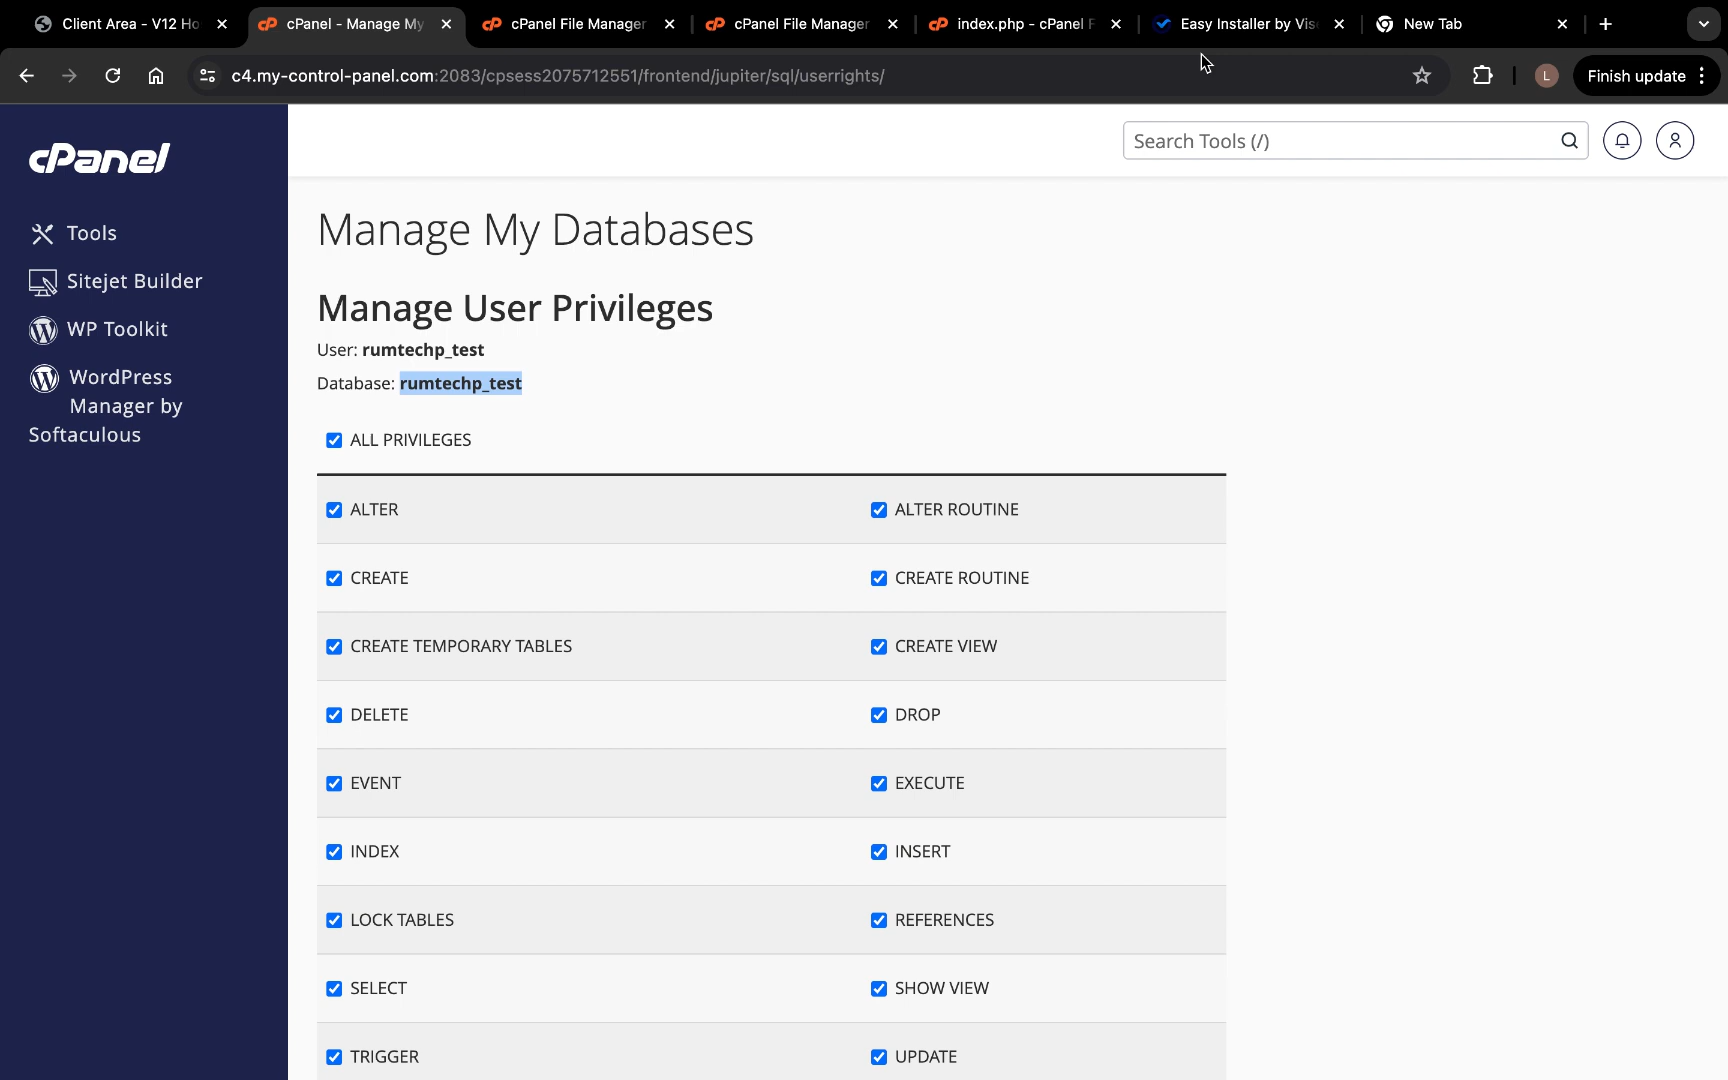 Client Area - V12 Ho
cPanel - Manage My
cPanel File Manager
cPanel File Manager
index.php - cPanel F
Easy Installer by Vis
New Tab
c4.my-control-panel.com:2083/cpsess2075712551/frontend/jupiter/sql/userrights/
L
Finish update
cPanel
Search Tools (/)
Tools
Sitejet Builder
WP Toolkit
WordPress
Manager by
Softaculous
Manage My Databases
Manage User Privileges
User: rumtechp_test
Database: rumtechp_test
ALL PRIVILEGES
ALTER
ALTER ROUTINE
CREATE
CREATE ROUTINE
CREATE TEMPORARY TABLES
CREATE VIEW
DELETE
DROP
EVENT
EXECUTE
INDEX
INSERT
LOCK TABLES
REFERENCES
SELECT
SHOW VIEW
TRIGGER
UPDATE